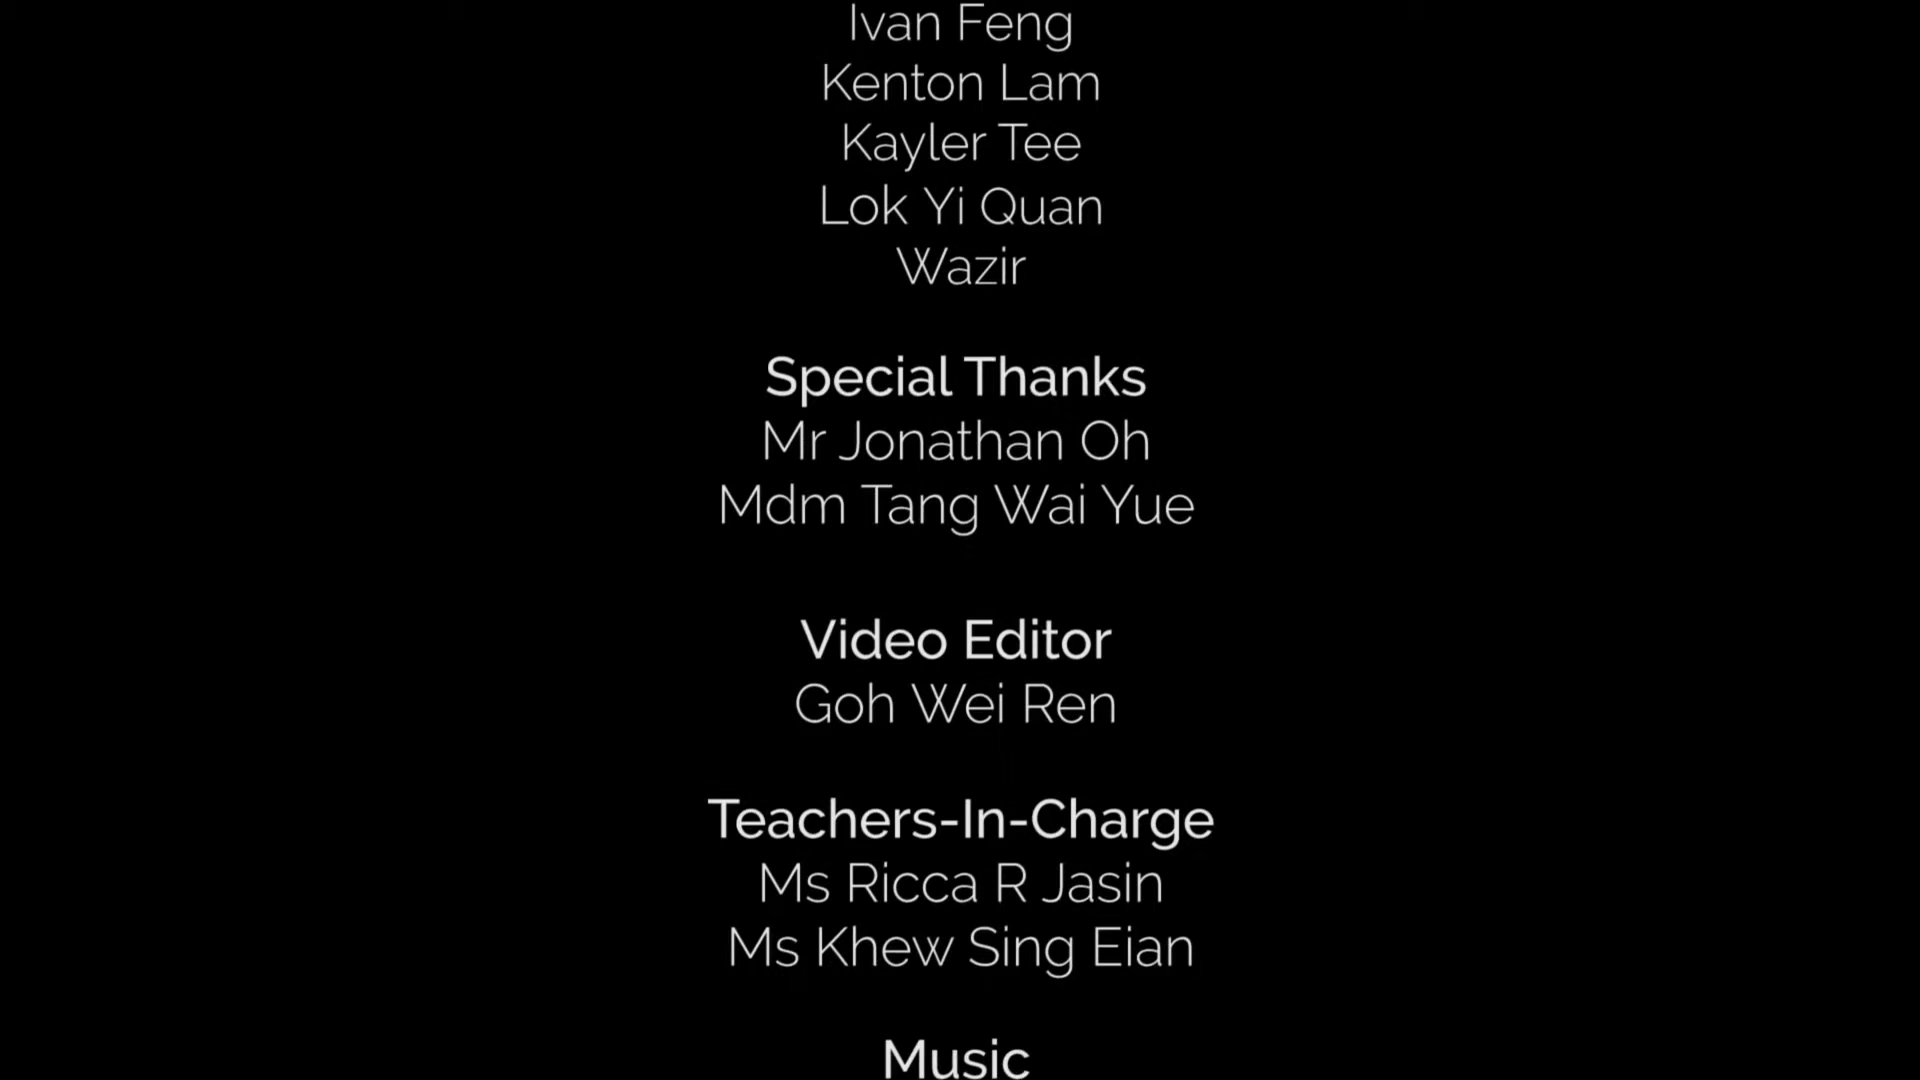 Ivan Feng
Kenton Lam
Kayler Tee
Lok Yi Quan
Wazir
Special Thanks
Mr Jonathan Oh
Mdm Tang Wai Yue
Video Editor
Goh Wei Ren
Teachers-In-Charge
Ms Ricca R Jasin
Ms Khew Sing Eian
Music